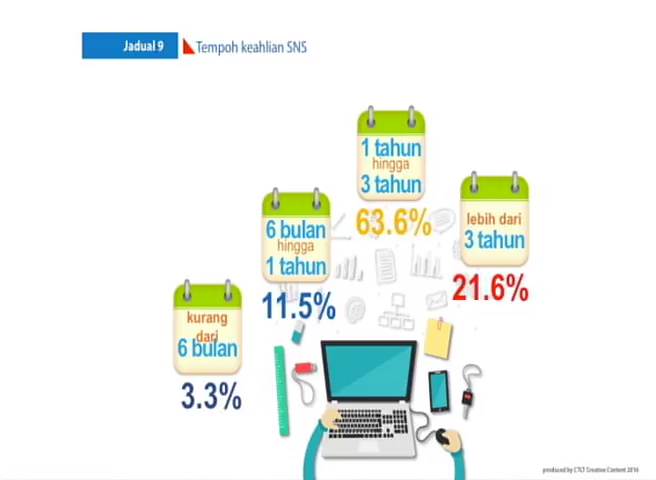 Jadual 9
Tempoh keahlian SNS
1 tahun
hingga
3 tahun
63.6%
lebih dari
3 tahun
21.6%
6 bulan
hingga
1 tahun
11.5%
kurang
dari
6 bulan
3.3%
produced by CTLT Creative Content 2016